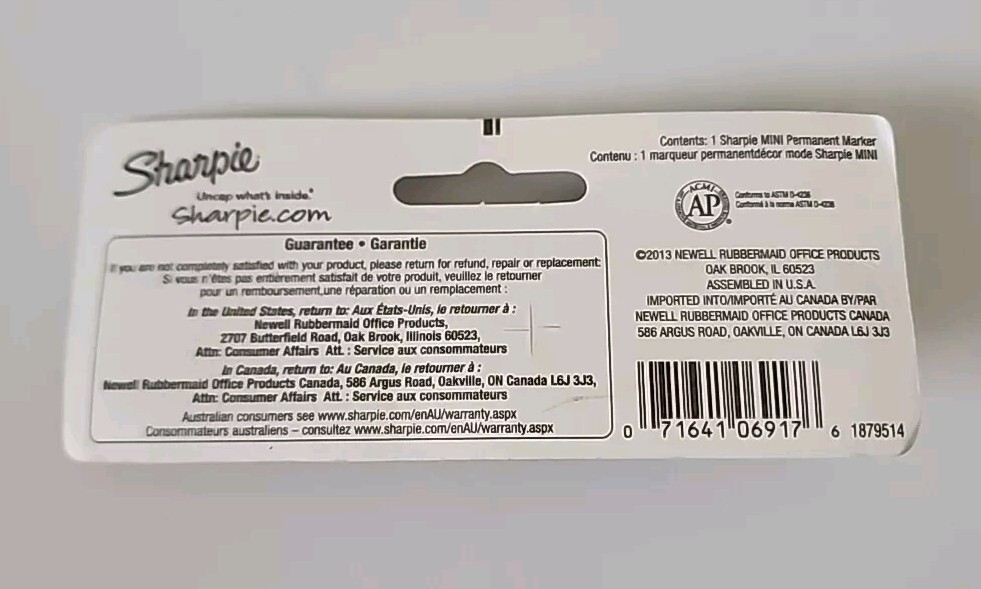 Sharpie
Uncap what's inside.®
Sharpie.com
Guarantee • Garantie
If you are not completely satisfied with your product, please return for refund, repair or replacement:
Si vous n'êtes pas entièrement satisfait de votre produit, veuillez le retourner
pour un remboursement,une réparation ou un remplacement :
In the United States, return to: Aux États-Unis, le retourner à :
Newell Rubbermaid Office Products,
2707 Butterfield Road, Oak Brook, Illinois 60523,
Attn: Consumer Affairs Att. : Service aux consommateurs
In Canada, return to: Au Canada, le retourner à :
Newell Rubbermaid Office Products Canada, 586 Argus Road, Oakville, ON Canada L6J 3J3,
Attn: Consumer Affairs Att. : Service aux consommateurs
Australian consumers see www.sharpie.com/enAU/warranty.aspx
Consommateurs australiens – consultez www.sharpie.com/enAU/warranty.aspx
Contents: 1 Sharpie MINI Permanent Marker
Contenu : 1 marqueur permanentdécor mode Sharpie MINI
ACMI
AP
Conforms to ASTM D-4236
Conformé à la norme ASTM D-4236
©2013 NEWELL RUBBERMAID OFFICE PRODUCTS
OAK BROOK, IL 60523
ASSEMBLED IN U.S.A.
IMPORTED INTO/IMPORTÉ AU CANADA BY/PAR
NEWELL RUBBERMAID OFFICE PRODUCTS CANADA
586 ARGUS ROAD, OAKVILLE, ON CANADA L6J 3J3
0 71641 06917 6 1879514